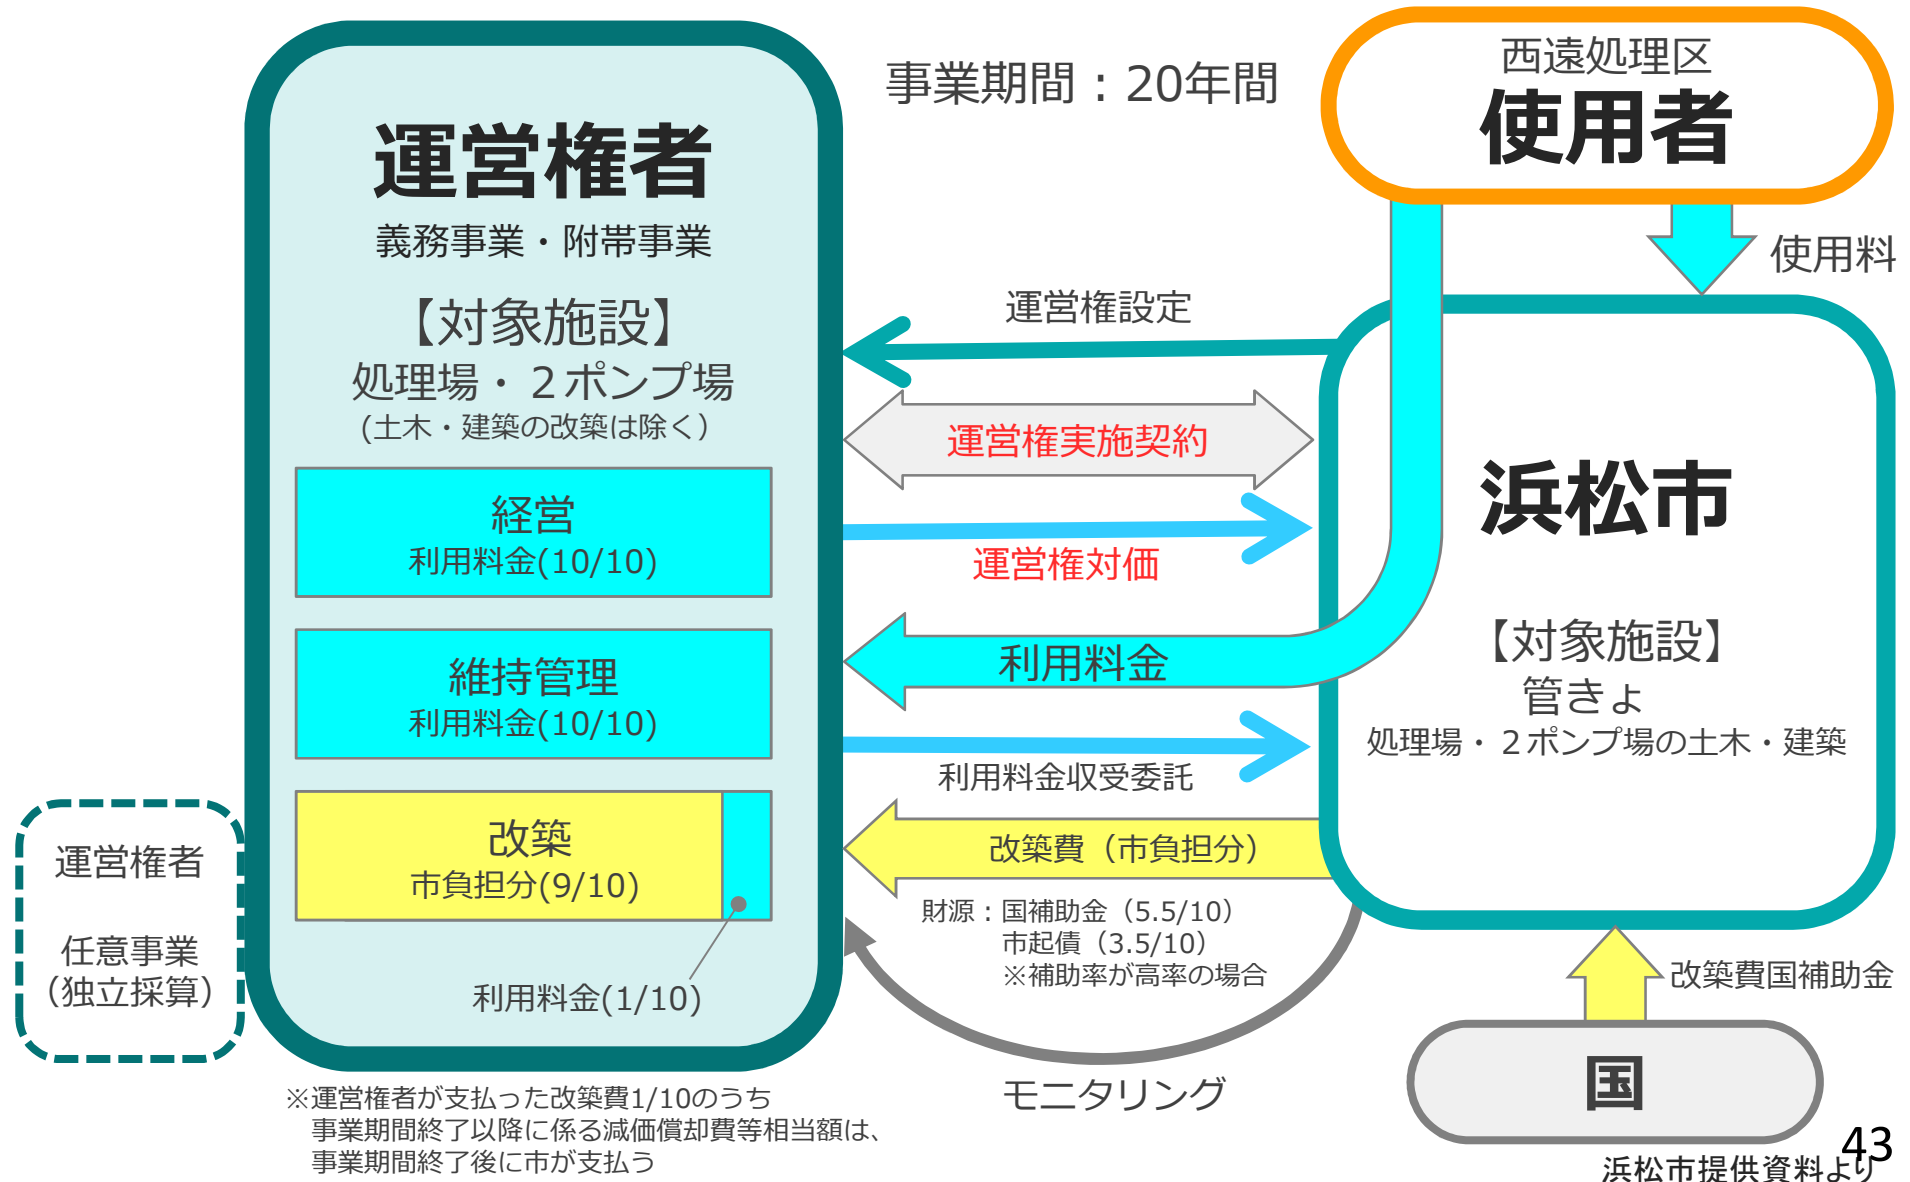 事業期間：20年間
西遠処理区
使用者
使用料
運営権者
義務事業・附帯事業
【対象施設】
処理場・２ポンプ場
(土木・建築の改築は除く）
経営
利用料金(10/10)
維持管理
利用料金(10/10)
改築
市負担分(9/10)
利用料金(1/10)
運営権者
任意事業
（独立採算）
※運営権者が支払った改築費1/10のうち
事業期間終了以降に係る減価償却費等相当額は、
事業期間終了後に市が支払う
運営権設定
運営権実施契約
運営権対価
利用料金
利用料金収受委託
改築費（市負担分）
財源：国補助金（5.5/10）
市起債（3.5/10）
※補助率が高率の場合
モニタリング
浜松市
【対象施設】
管きょ
処理場・２ポンプ場の土木・建築
改築費国補助金
国
43
浜松市提供資料より